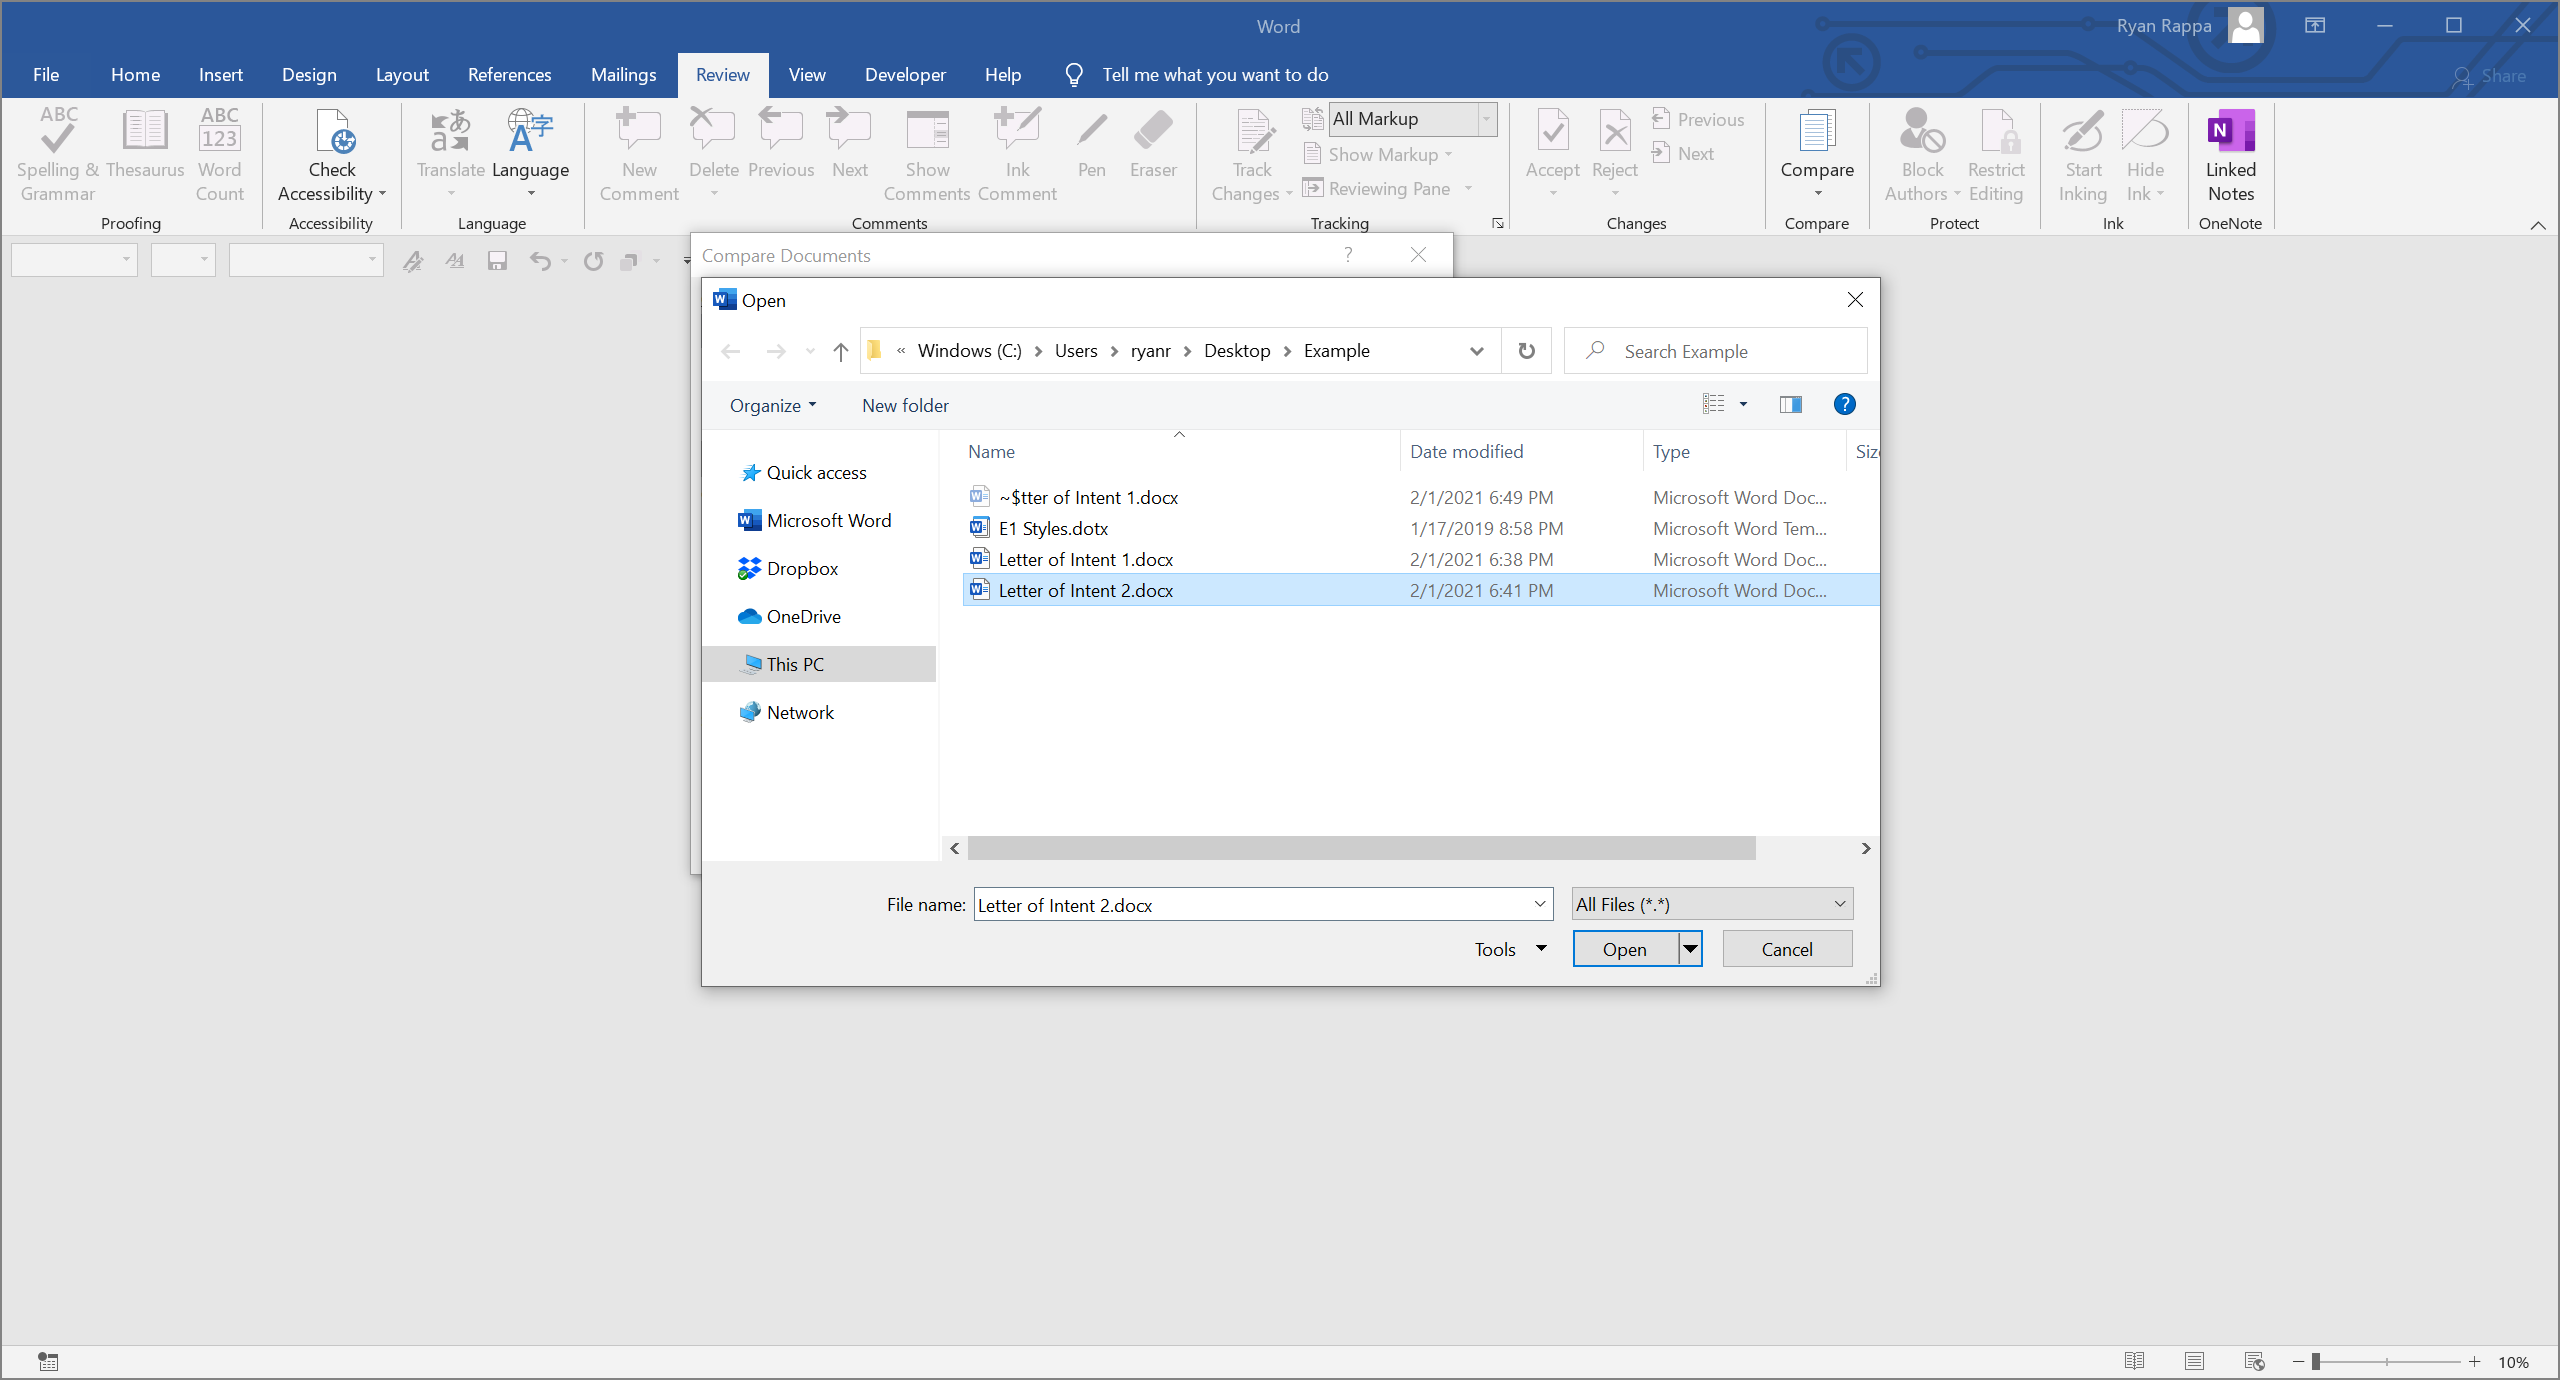 Word
Ryan Rappa
File Home Insert Design Layout References Mailings Review View Developer Help Tell me what you want to do
Share
ABC
Spelling &
Grammar
Thesaurus
ABC
123
Word
Count
Proofing
Check
Accessibility
Accessibility
Translate
Language
Language
New
Comment
Delete
Previous
Next
Show
Comments
Ink
Comment
Pen
Eraser
Comments
Track
Changes
All Markup
Show Markup
Reviewing Pane
Tracking
Accept
Reject
Previous
Next
Changes
Compare
Compare
Block
Authors
Restrict
Editing
Protect
Start
Inking
Hide
Ink
Ink
N
Linked
Notes
OneNote
Compare Documents ?
Open
« Windows (C:) > Users > ryanr > Desktop > Example
Search Example
Organize New folder
Name Date modified Type Siz
Quick access
Microsoft Word
Dropbox
OneDrive
This PC
Network
~$tter of Intent 1.docx 2/1/2021 6:49 PM Microsoft Word Doc...
E1 Styles.dotx 1/17/2019 8:58 PM Microsoft Word Tem...
Letter of Intent 1.docx 2/1/2021 6:38 PM Microsoft Word Doc...
Letter of Intent 2.docx 2/1/2021 6:41 PM Microsoft Word Doc...
File name: Letter of Intent 2.docx All Files (*.*)
Tools Open Cancel
10%